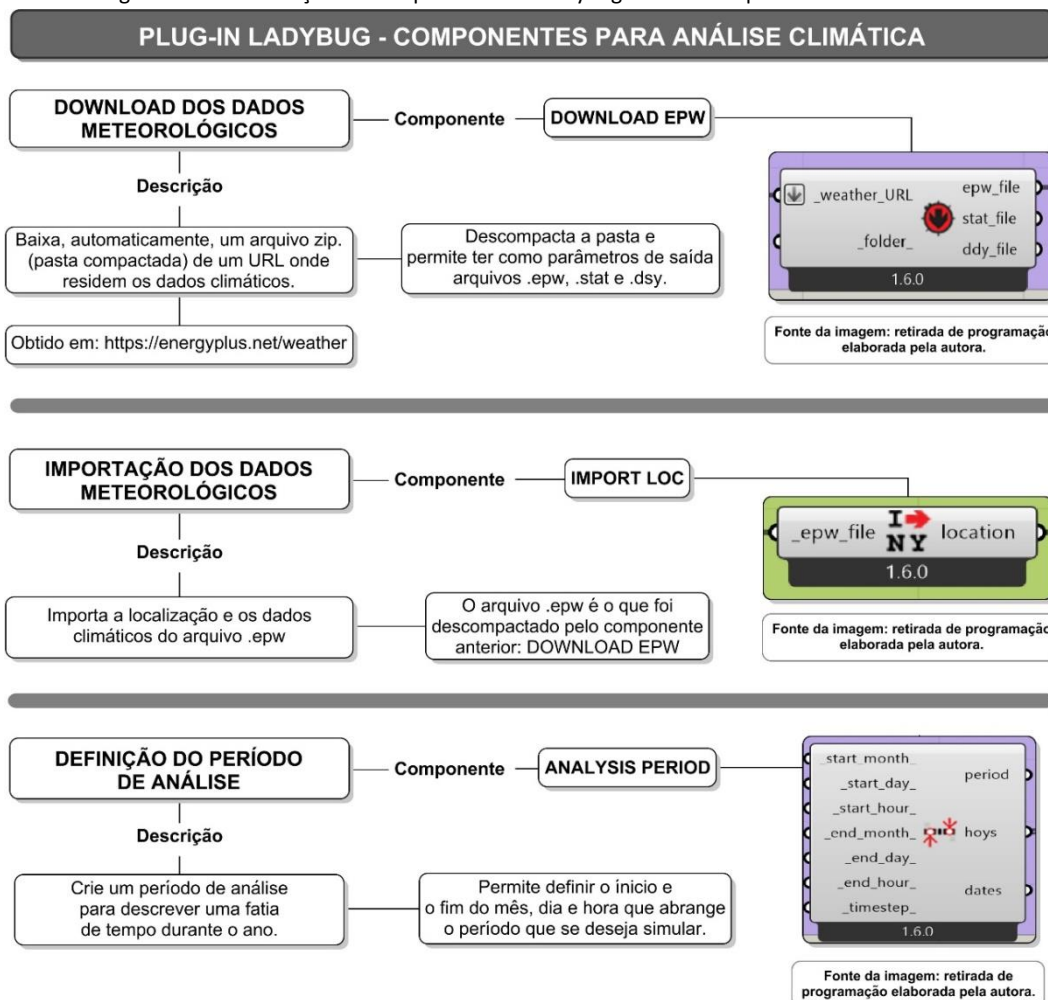 PLUG-IN LADYBUG - COMPONENTES PARA ANÁLISE CLIMÁTICA
DOWNLOAD DOS DADOS
METEOROLÓGICOS
Componente
DOWNLOAD EPW
Descrição
Baixa, automaticamente, um arquivo zip.
(pasta compactada) de um URL onde
residem os dados climáticos.
Descompacta a pasta e
permite ter como parâmetros de saída
arquivos .epw, .stat e .dsy.
Obtido em: https://energyplus.net/weather
_weather_URL
_folder_
epw_file
stat_file
ddy_file
1.6.0
Fonte da imagem: retirada de programação
elaborada pela autora.
IMPORTAÇÃO DOS DADOS
METEOROLÓGICOS
Componente
IMPORT LOC
Descrição
Importa a localização e os dados
climáticos do arquivo .epw
O arquivo .epw é o que foi
descompactado pelo componente
anterior: DOWNLOAD EPW
_epw_file
I
N Y
location
1.6.0
Fonte da imagem: retirada de programação
elaborada pela autora.
DEFINIÇÃO DO PERÍODO
DE ANÁLISE
Componente
ANALYSIS PERIOD
Descrição
Crie um período de análise
para descrever uma fatia
de tempo durante o ano.
Permite definir o ínicio e
o fim do mês, dia e hora que abrange
o período que se deseja simular.
_start_month_
_start_day_
_start_hour_
_end_month_
_end_day_
_end_hour_
_timestep_
period
hoys
dates
1.6.0
Fonte da imagem: retirada de
programação elaborada pela autora.